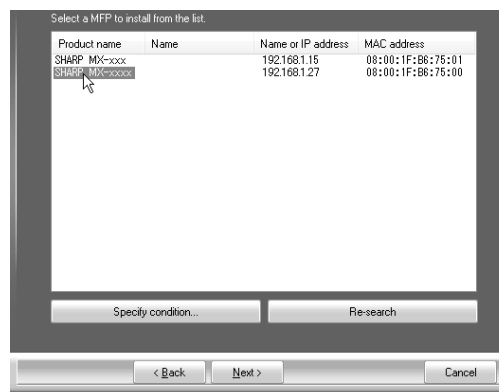 Select a MFP to install from the list.
Product name Name Name or IP address MAC address
SHARP MX-xxx 192.168.1.15 08:00:1F:B6:75:01
SHARP MX-xxxx 192.168.1.27 08:00:1F:B6:75:00
Specify condition... Re-search
< Back Next > Cancel